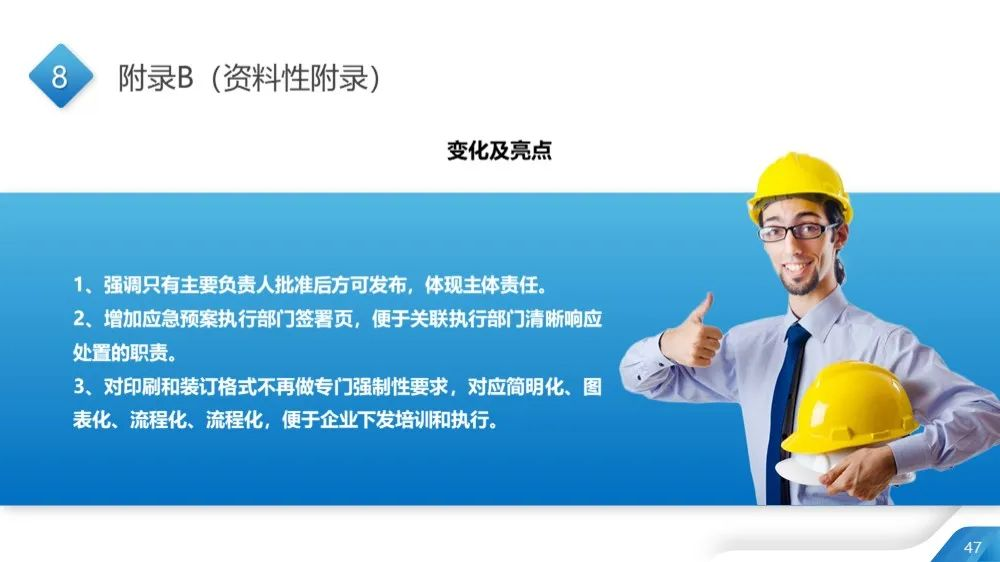 8
附录B（资料性附录）
变化及亮点
1、强调只有主要负责人批准后方可发布，体现主体责任。
2、增加应急预案执行部门签署页，便于关联执行部门清晰响应
处置的职责。
3、对印刷和装订格式不再做专门强制性要求，对应简明化、图
表化、流程化、流程化，便于企业下发培训和执行。
47